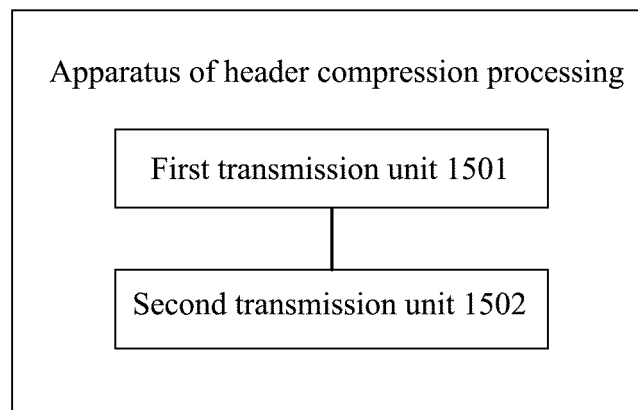 Apparatus of header compression processing
First transmission unit 1501
Second transmission unit 1502